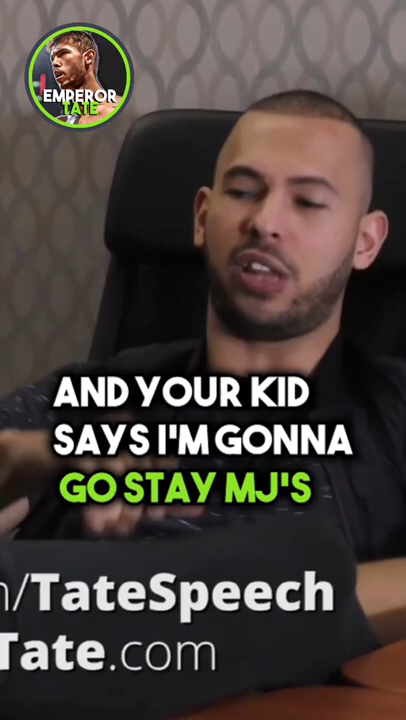 EMPEROR
TATE
AND YOUR KID
SAYS I'M GONNA
GO STAY MJ'S
/TateSpeech
Tate.com